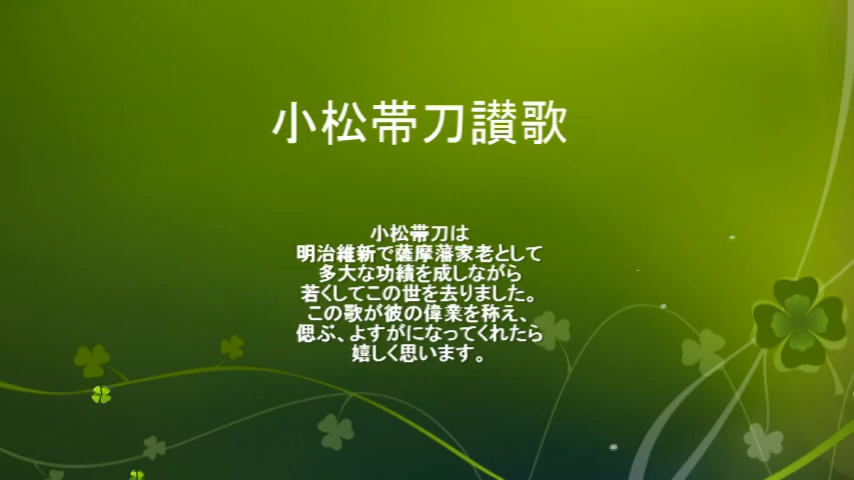 小松帯刀讃歌
小松帯刀は
明治維新で薩摩藩家老として
多大な功績を成しながら
若くしてこの世を去りました。
この歌が彼の偉業を称え、
偲ぶ、よすがになってくれたら
嬉しく思います。